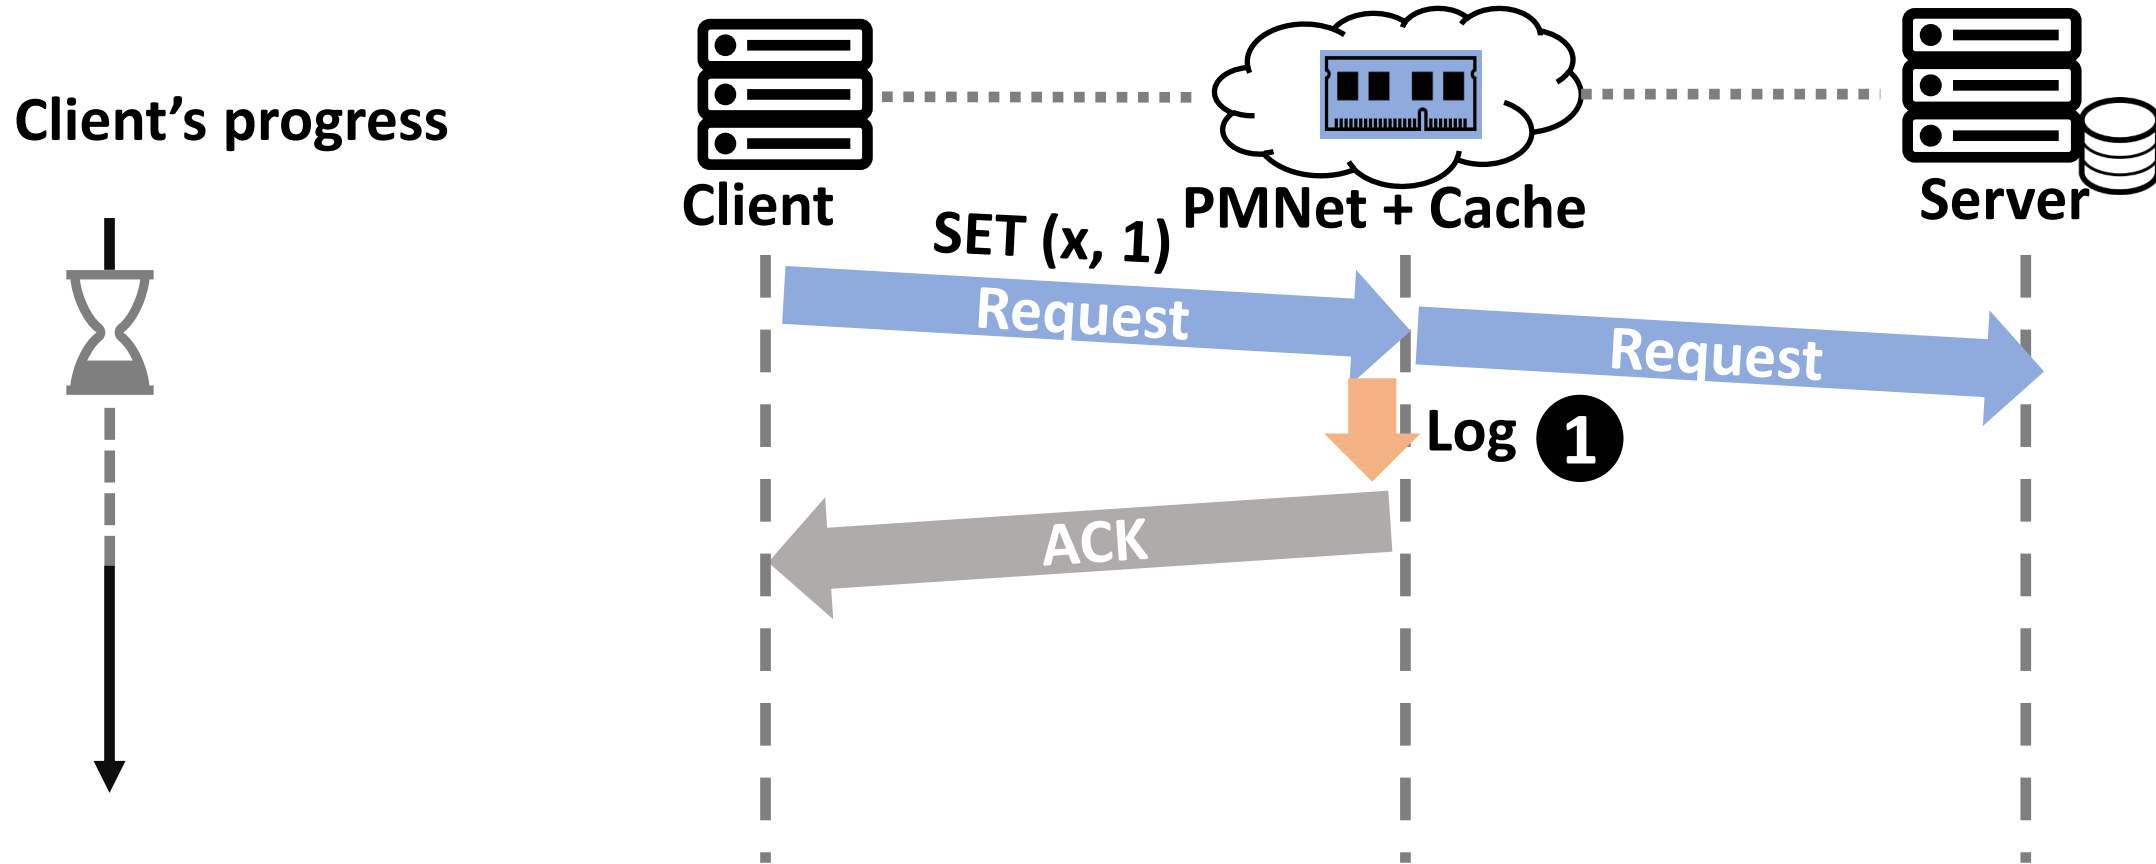 Client’s progress
Client
PMNet + Cache
Server
SET (x, 1)
Request
Request
Log 1
ACK